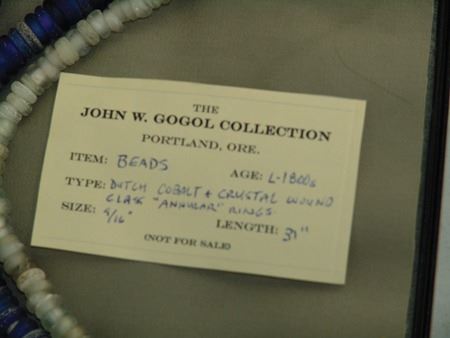 THE
JOHN W. GOGOL COLLECTION
PORTLAND, ORE.
ITEM: BEADS AGE: L-1800s
TYPE: DUTCH COBALT & CRYSTAL WOUND
GLASS "ANNULAR" RINGS
SIZE: 5/16" LENGTH: 31"
(NOT FOR SALE)